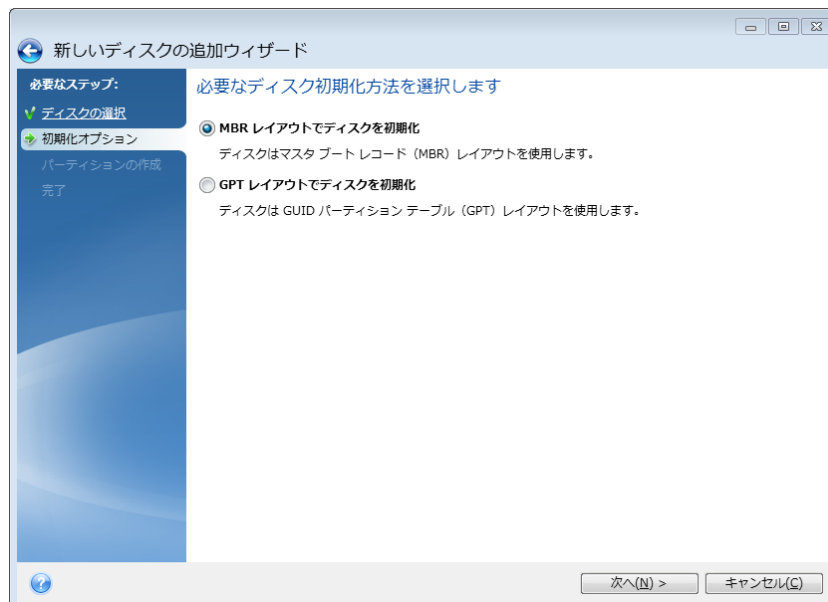 新しいディスクの追加ウィザード
必要なステップ:
ディスクの選択
初期化オプション
パーティションの作成
完了
必要なディスク初期化方法を選択します
MBR レイアウトでディスクを初期化
ディスクはマスタ ブート レコード（MBR）レイアウトを使用します。
GPT レイアウトでディスクを初期化
ディスクは GUID パーティション テーブル（GPT）レイアウトを使用します。
次へ(N) >
キャンセル(C)